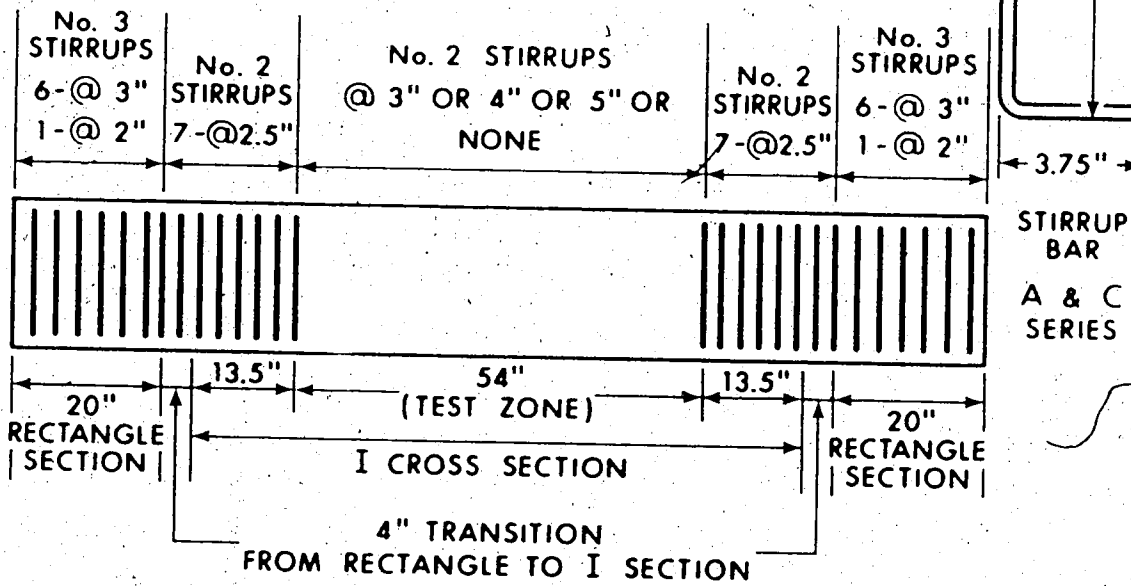 No. 3
STIRRUPS
6-@ 3"
1-@ 2"
No. 2
STIRRUPS
7-@2.5"
No. 2 STIRRUPS
@ 3" OR 4" OR 5" OR
NONE
No. 2
STIRRUPS
7-@2.5"
No. 3
STIRRUPS
6-@ 3"
1-@ 2"
3.75"
STIRRUP
BAR
A & C
SERIES
20"
RECTANGLE
SECTION
13.5"
54"
(TEST ZONE)
13.5"
20"
RECTANGLE
SECTION
I CROSS SECTION
4" TRANSITION
FROM RECTANGLE TO I SECTION